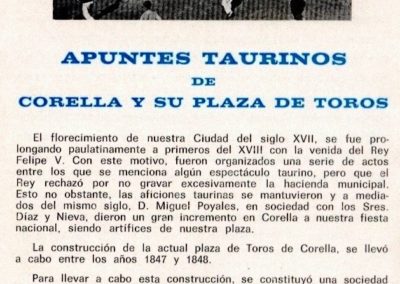 APUNTES TAURINOS
DE
CORELLA Y SU PLAZA DE TOROS
El florecimiento de nuestra Ciudad del siglo XVII, se fue pro-
longando paulatinamente a primeros del XVIII con la venida del Rey
Felipe V. Con este motivo, fueron organizados una serie de actos
entre los que se menciona algún espectáculo taurino, pero que el
Rey rechazó por no gravar excesivamente la hacienda municipal.
Esto no obstante, las aficiones taurinas se mantuvieron y a media-
dos del mismo siglo, D. Miguel Poyales, en sociedad con los Sres.
Díaz y Nieva, dieron un gran incremento en Corella a nuestra fiesta
nacional, siendo artífices de nuestra plaza.
La construcción de la actual plaza de Toros de Corella, se llevó
a cabo entre los años 1847 y 1848.
Para llevar a cabo esta construcción, se constituyó una sociedad